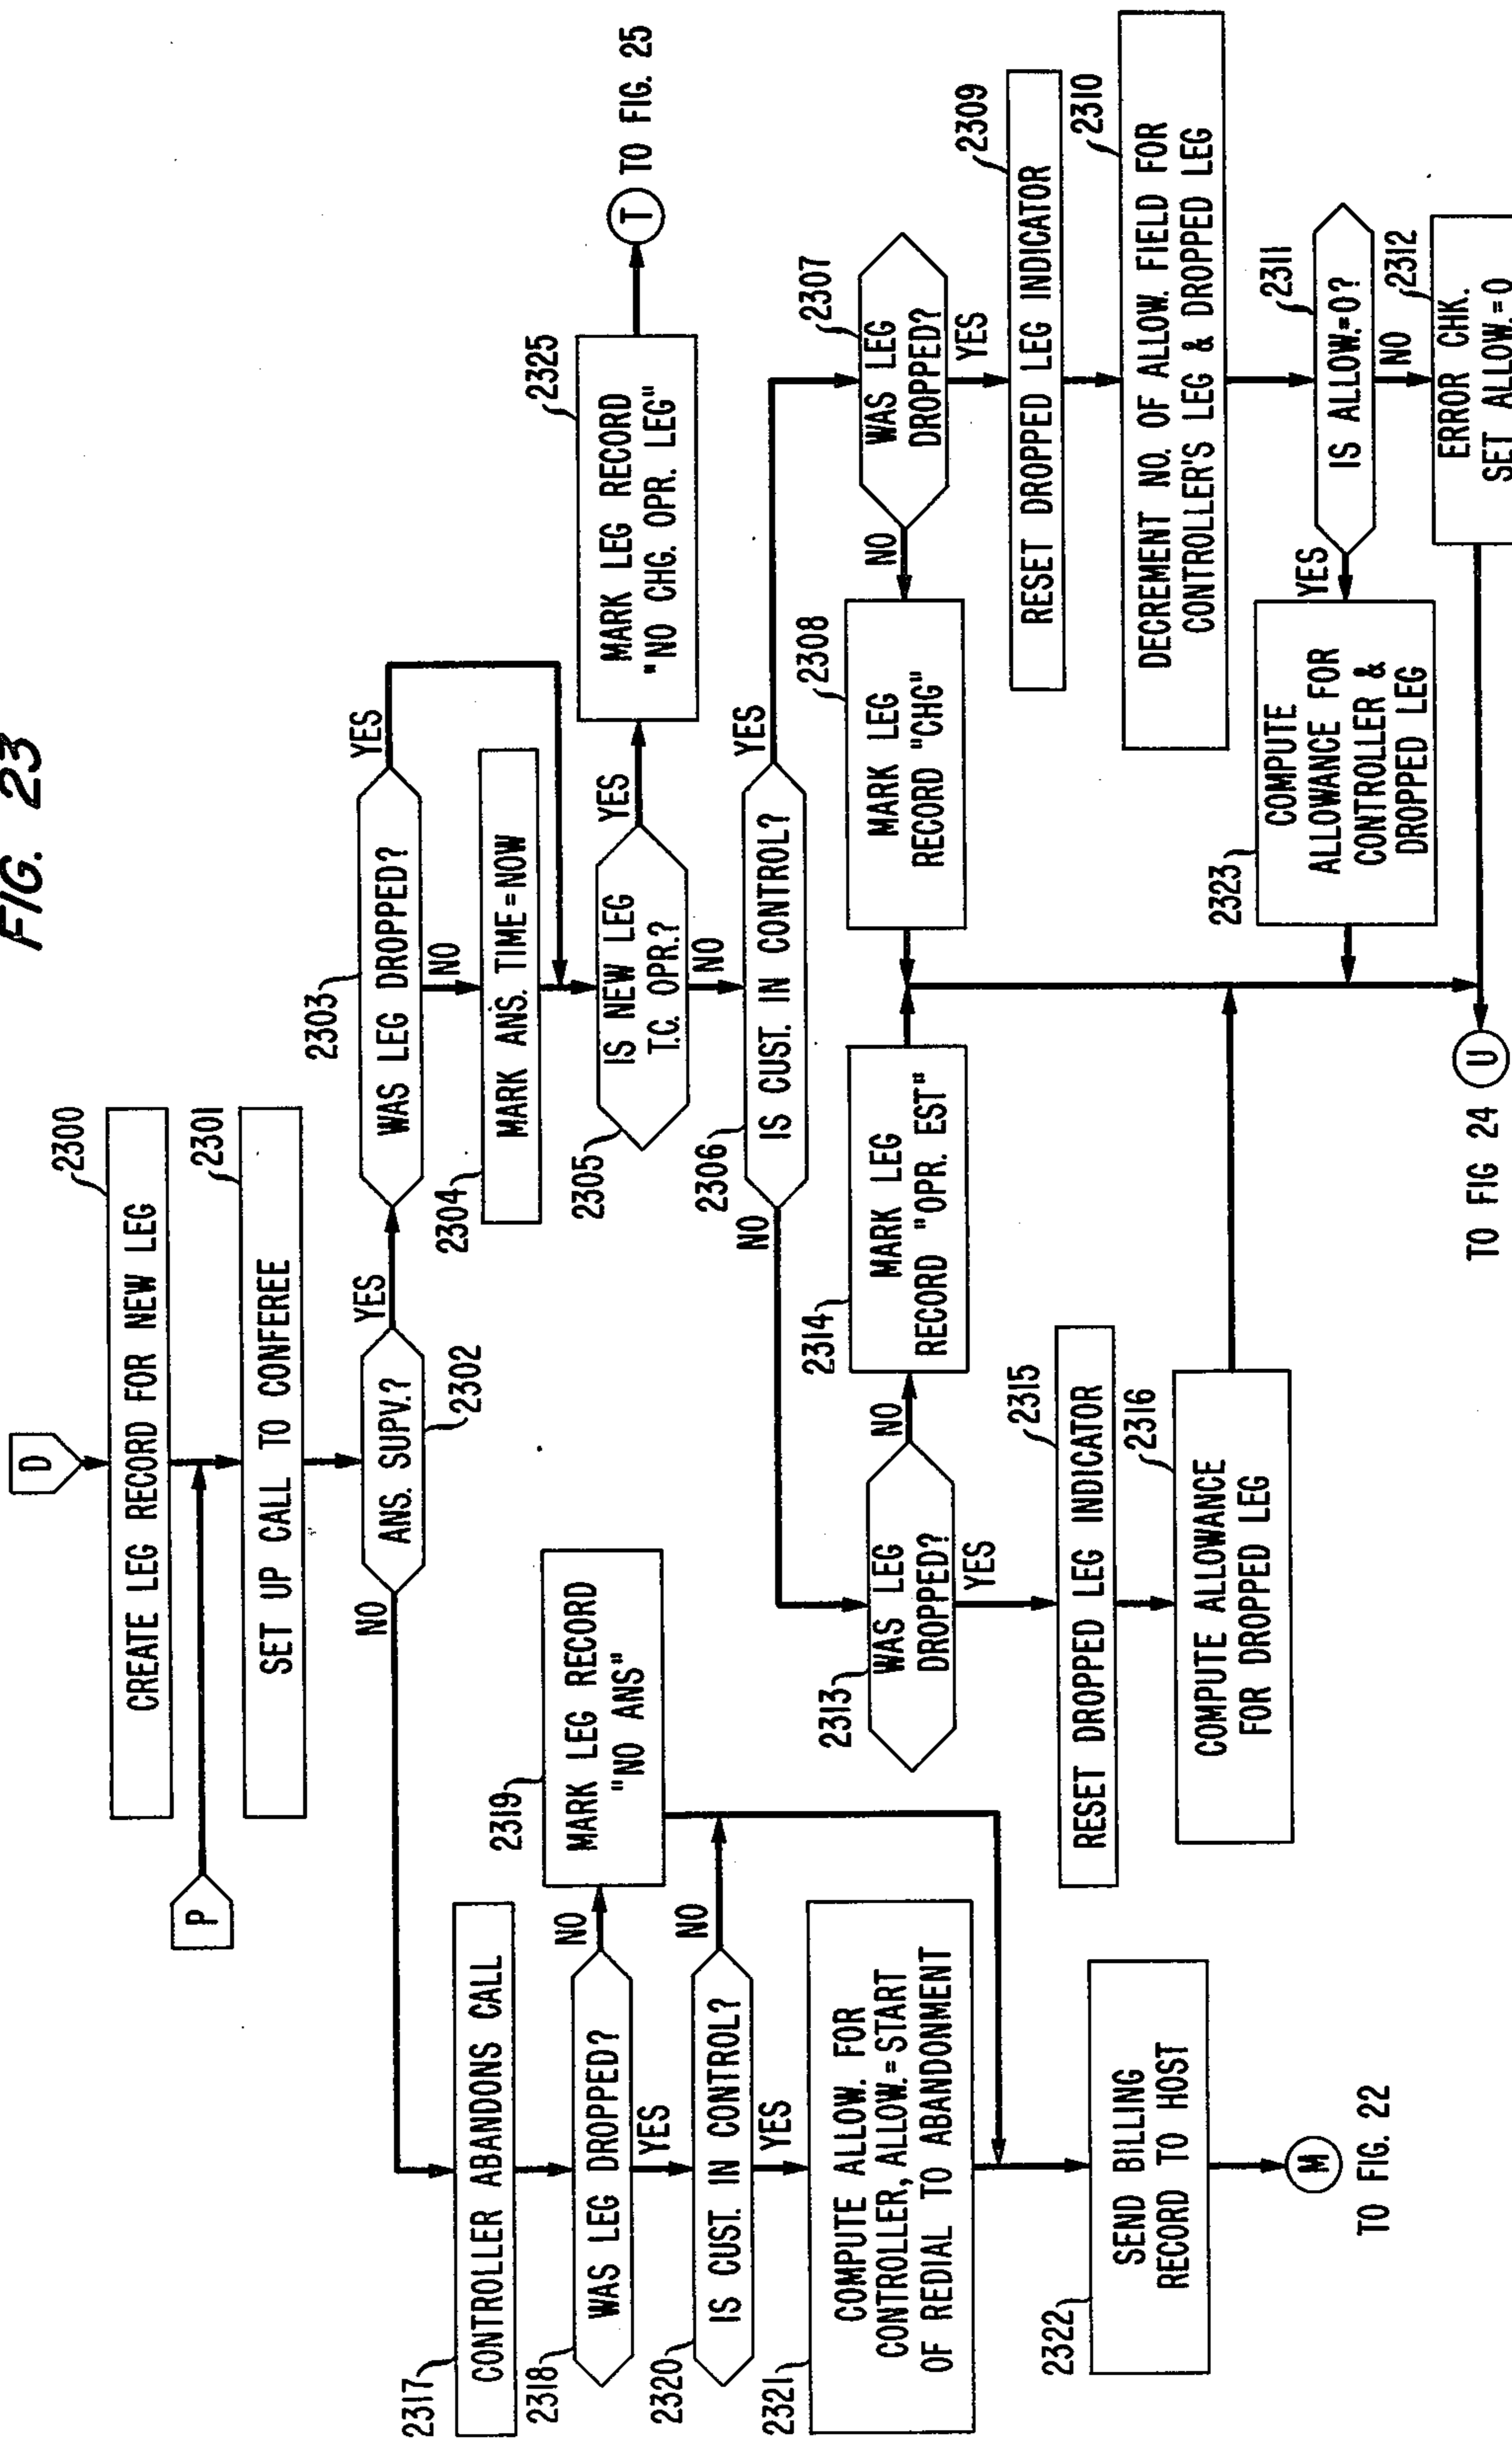 FIG. 23
D
2300
CREATE LEG RECORD FOR NEW LEG
P
2301
SET UP CALL TO CONFEREE
ANS. SUPV.?
2302
NO
YES
2303
WAS LEG DROPPED?
YES
NO
2304
MARK ANS. TIME=NOW
2305
IS NEW LEG
T.C. OPR.?
YES
NO
2325
MARK LEG RECORD
"NO CHG. OPR. LEG"
T
TO FIG. 25
2306
IS CUST. IN CONTROL?
NO
YES
2307
WAS LEG
DROPPED?
NO
YES
2308
MARK LEG
RECORD "CHG"
2309
RESET DROPPED LEG INDICATOR
2310
DECREMENT NO. OF ALLOW. FIELD FOR
CONTROLLER'S LEG & DROPPED LEG
2311
IS ALLOW.=0?
YES
NO
2312
ERROR CHK.
SET ALLOW.=0
2323
COMPUTE
ALLOWANCE FOR
CONTROLLER &
DROPPED LEG
2313
WAS LEG
DROPPED?
NO
YES
2314
MARK LEG
RECORD "OPR. EST"
2315
RESET DROPPED LEG INDICATOR
2316
COMPUTE ALLOWANCE
FOR DROPPED LEG
U
TO FIG 24
2317
CONTROLLER ABANDONS CALL
2318
WAS LEG DROPPED?
NO
YES
2319
MARK LEG RECORD
"NO ANS"
2320
IS CUST. IN CONTROL?
NO
YES
2321
COMPUTE ALLOW. FOR
CONTROLLER, ALLOW.=START
OF REDIAL TO ABANDONMENT
2322
SEND BILLING
RECORD TO HOST
M
TO FIG. 22